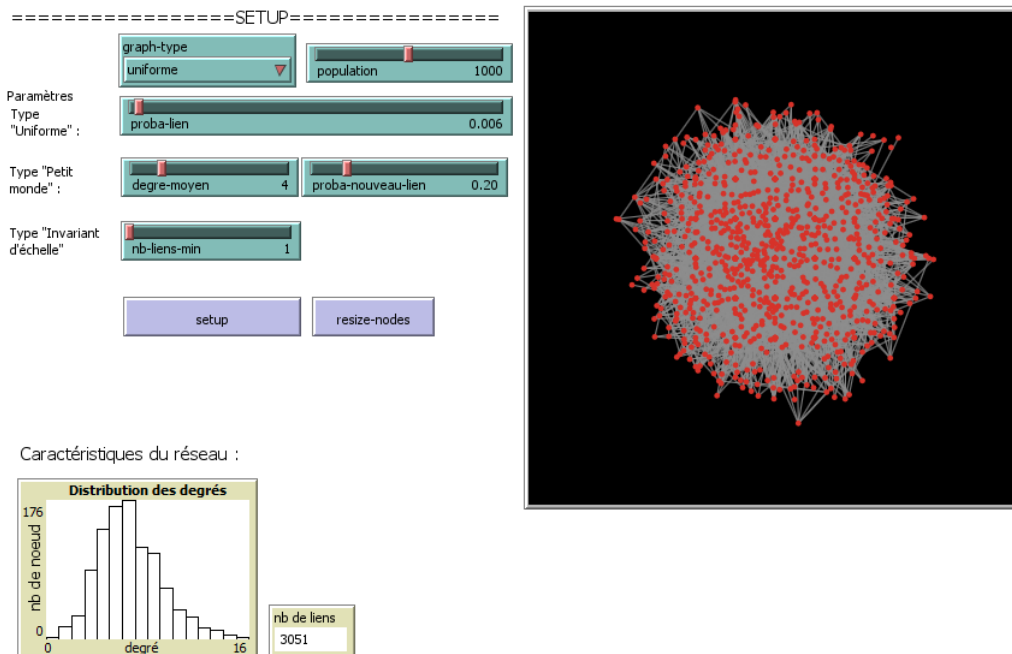 =================SETUP================
graph-type
uniforme
population 1000
Paramètres
Type
"Uniforme" :
proba-lien 0.006
Type "Petit
monde" :
degre-moyen 4
proba-nouveau-lien 0.20
Type "Invariant
d'échelle"
nb-liens-min 1
setup
resize-nodes
Caractéristiques du réseau :
Distribution des degrés
176
nb de noeud
0
0 degré 16
nb de liens
3051